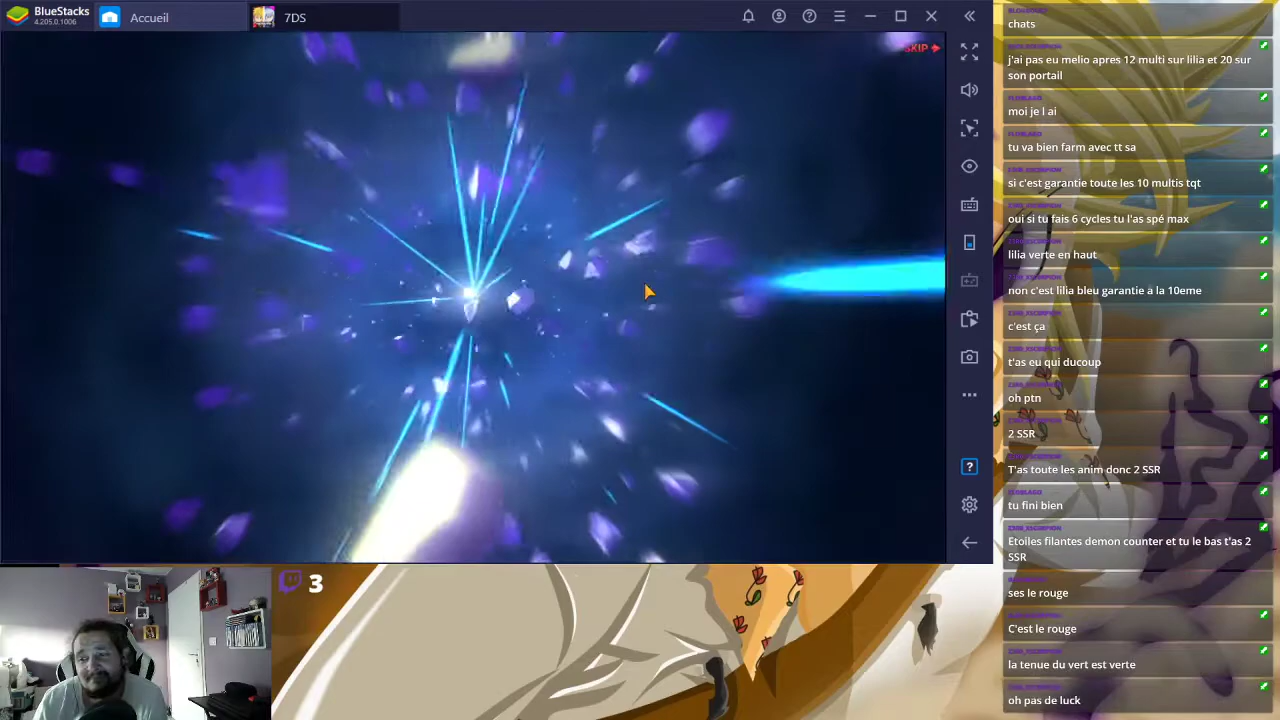 BlueStacks
4.205.0.1006
Accueil
7DS
SKIP
chats
j'ai pas eu melio apres 12 multi sur lilia et 20 sur
son portail
moi je l ai
tu va bien farm avec tt sa
si c'est garantie toute les 10 multis tqt
oui si tu fais 6 cycles tu l'as spé max
lilia verte en haut
non c'est lilia bleu garantie a la 10eme
c'est ça
t'as eu qui ducoup
oh ptn
2 SSR
T'as toute les anim donc 2 SSR
tu fini bien
Etoiles filantes demon counter et tu le bas t'as 2
SSR
ses le rouge
C'est le rouge
la tenue du vert est verte
oh pas de luck
3